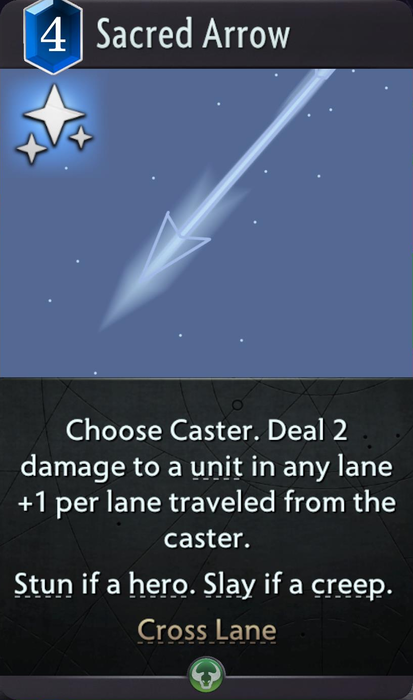 4 Sacred Arrow
Choose Caster. Deal 2
damage to a unit in any lane
+1 per lane traveled from the
caster.
Stun if a hero. Slay if a creep.
Cross Lane